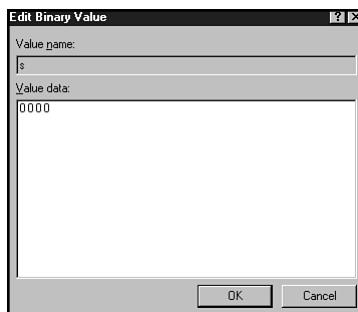 Edit Binary Value
Value name:
s
Value data:
0000
OK Cancel